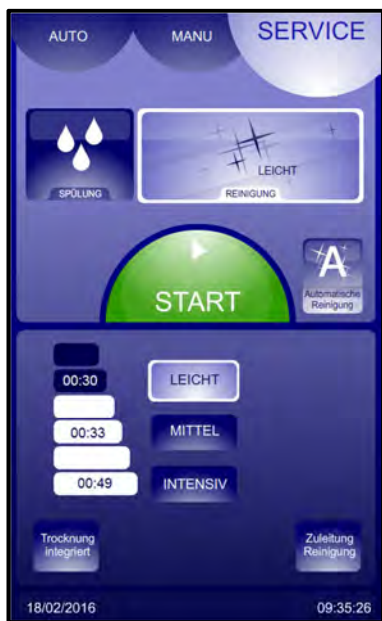 AUTO
MANU
SERVICE
LEICHT
SPÜLUNG
REINIGUNG
START
A
Automatische
Reinigung
00:30
LEICHT
00:33
MITTEL
00:49
INTENSIV
Trocknung
integriert
Zuleitung
Reinigung
18/02/2016
09:35:26